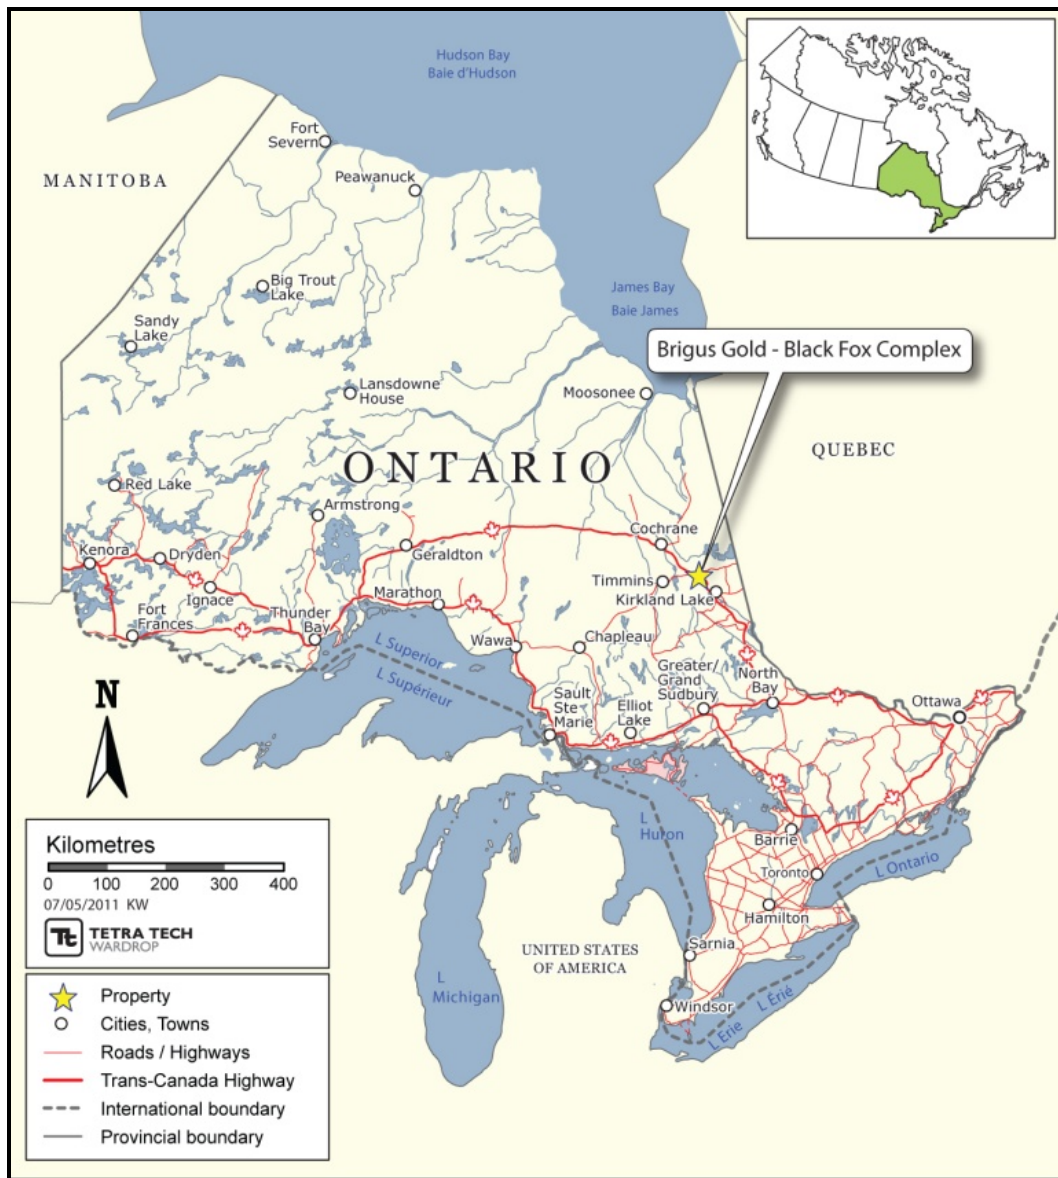 Hudson Bay
Baie d'Hudson
Fort
Severn
MANITOBA
Peawanuck
Big Trout
Lake
James Bay
Baie James
Sandy
Lake
Brigus Gold - Black Fox Complex
Lansdowne
House
Moosonee
QUEBEC
ONTARIO
Red Lake
Armstrong
Cochrane
Kenora
Dryden
Geraldton
Timmins
Ignace
Marathon
Kirkland Lake
Fort
Frances
Thunder
Bay
Wawa
Chapleau
L Superior
L Supérieur
Greater/
Grand
Sudbury
North
Bay
N
Sault
Ste
Marie
Elliot
Lake
Ottawa
L
Huron
Barrie
Kilometres
0 100 200 300 400
07/05/2011 KW
Tt TETRA TECH
WARDROP
Toronto
L Ontario
Hamilton
Sarnia
UNITED STATES
OF AMERICA
L
Michigan
Windsor
L Erie
L Érié
Property
Cities, Towns
Roads / Highways
Trans-Canada Highway
International boundary
Provincial boundary